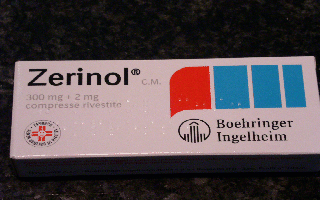 Zerinol® C.M.
300 mg + 2 mg
compresse rivestite
Boehringer
Ingelheim